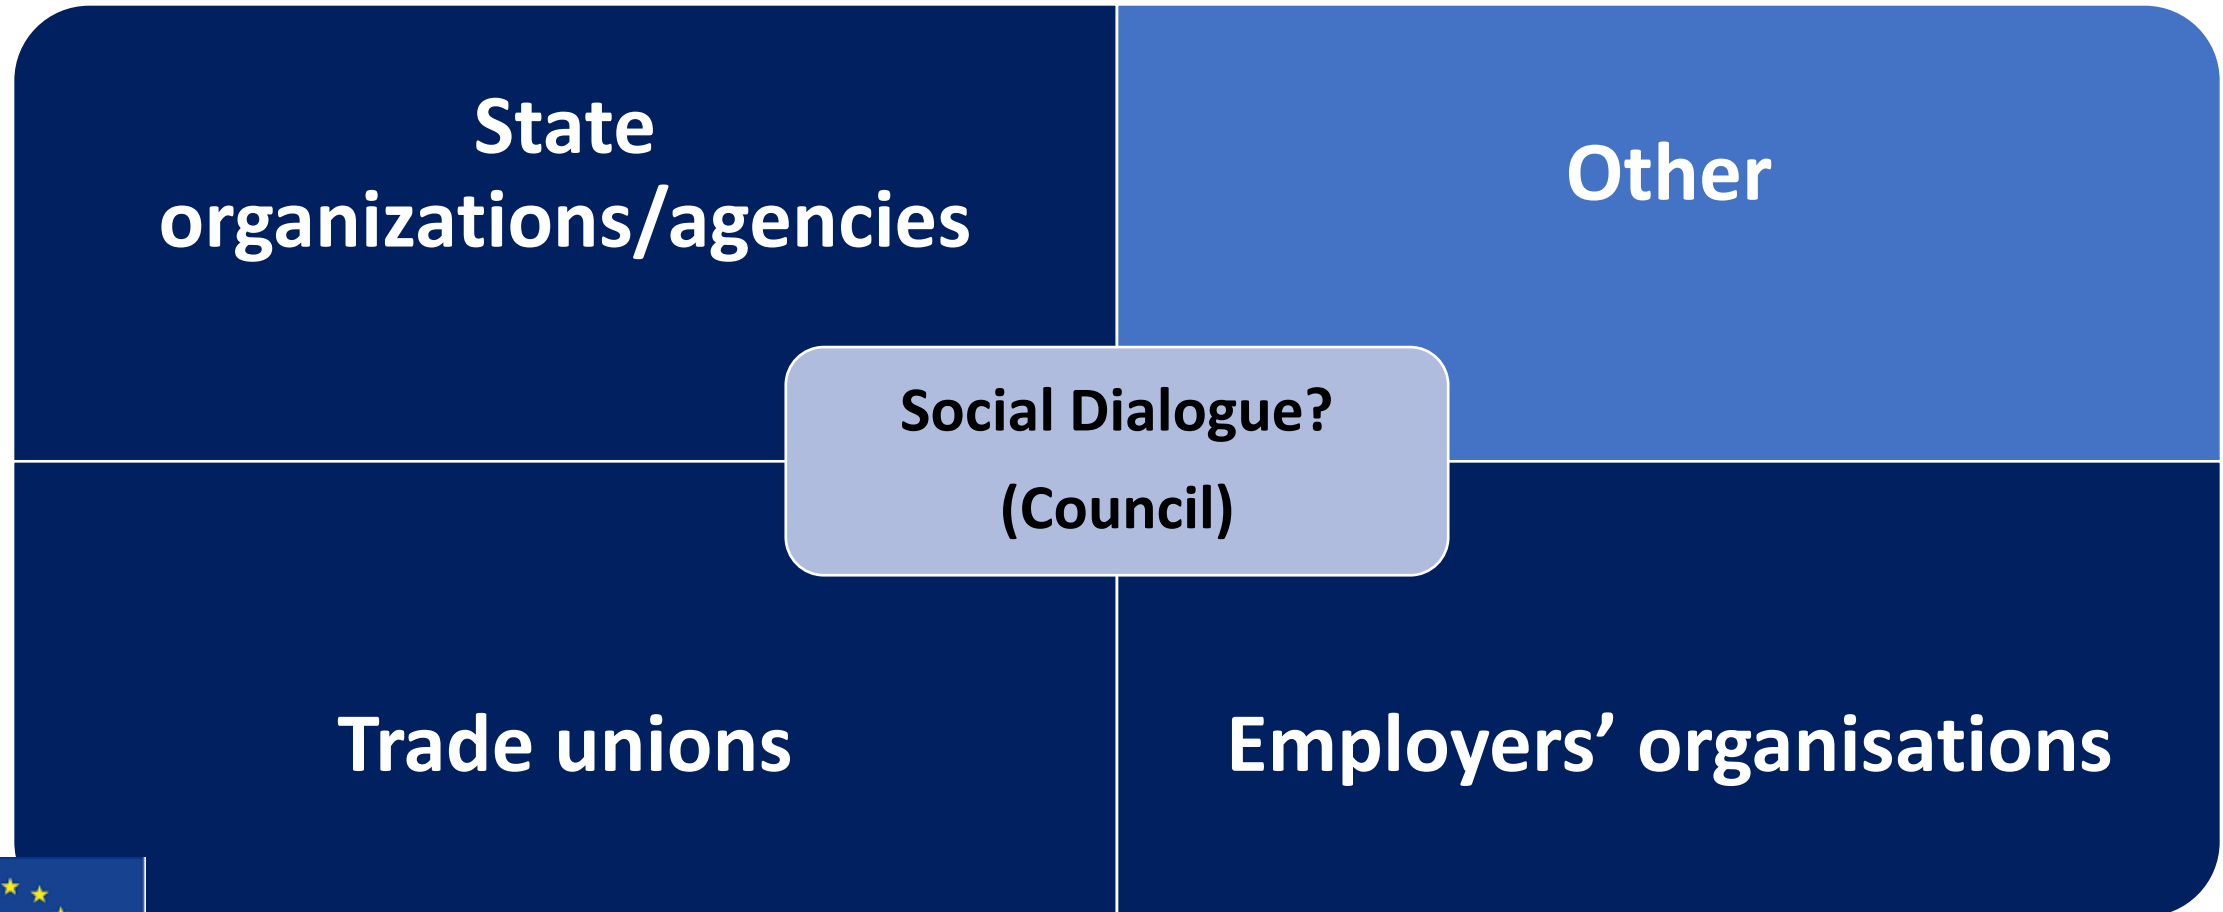 State
organizations/agencies
Other
Social Dialogue?
(Council)
Trade unions
Employers’ organisations